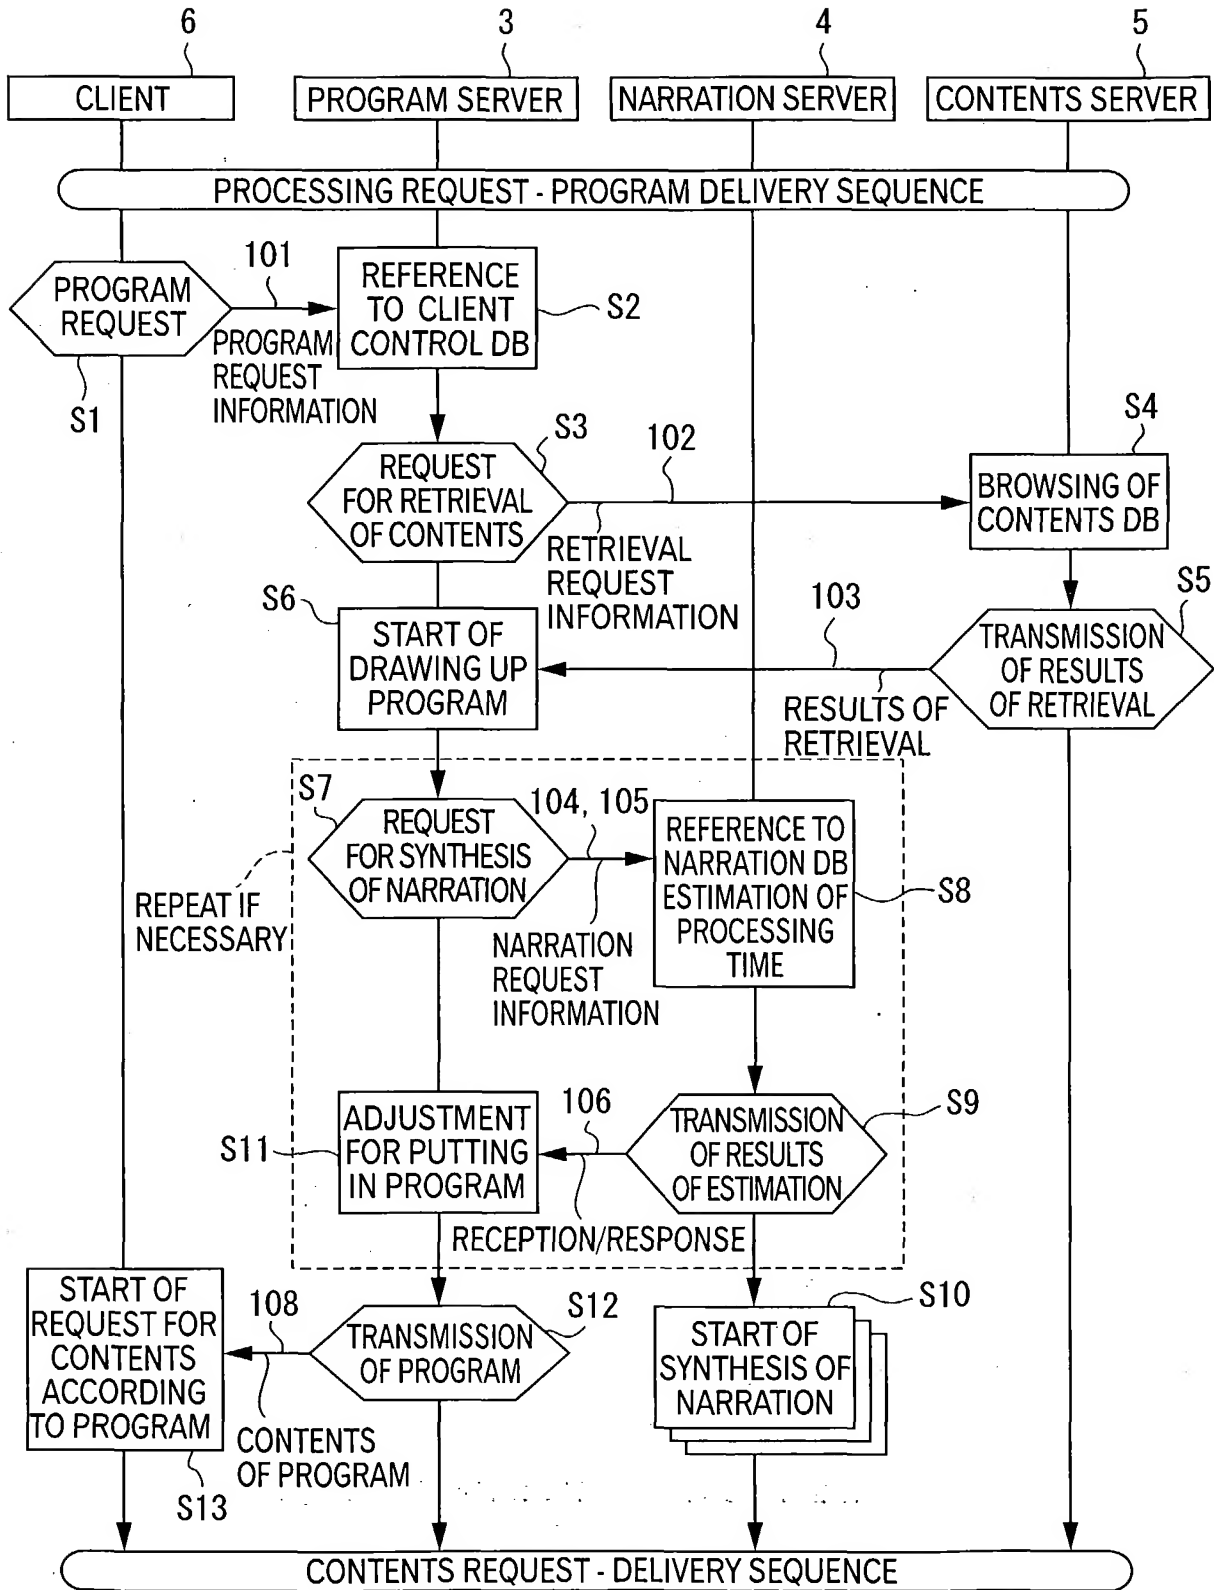 6
3
4
5
CLIENT
PROGRAM SERVER
NARRATION SERVER
CONTENTS SERVER
PROCESSING REQUEST - PROGRAM DELIVERY SEQUENCE
PROGRAM
REQUEST
S1
101
PROGRAM
REQUEST
INFORMATION
REFERENCE
TO CLIENT
CONTROL DB
S2
REQUEST
FOR RETRIEVAL
OF CONTENTS
S3
102
RETRIEVAL
REQUEST
INFORMATION
S4
BROWSING OF
CONTENTS DB
S5
TRANSMISSION
OF RESULTS
OF RETRIEVAL
103
RESULTS OF
RETRIEVAL
S6
START OF
DRAWING UP
PROGRAM
S7
REQUEST
FOR SYNTHESIS
OF NARRATION
104, 105
NARRATION
REQUEST
INFORMATION
REPEAT IF
NECESSARY
REFERENCE TO
NARRATION DB
ESTIMATION OF
PROCESSING
TIME
S8
TRANSMISSION
OF RESULTS
OF ESTIMATION
S9
106
RECEPTION/RESPONSE
S11
ADJUSTMENT
FOR PUTTING
IN PROGRAM
S10
START OF
SYNTHESIS OF
NARRATION
S12
TRANSMISSION
OF PROGRAM
108
CONTENTS
OF PROGRAM
START OF
REQUEST FOR
CONTENTS
ACCORDING
TO PROGRAM
S13
CONTENTS REQUEST - DELIVERY SEQUENCE